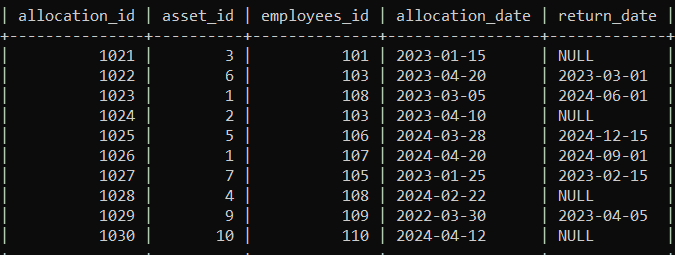 | allocation_id | asset_id | employees_id | allocation_date | return_date |
+---------------+----------+--------------+-----------------+-------------+
| 1021 | 3 | 101 | 2023-01-15 | NULL |
| 1022 | 6 | 103 | 2023-04-20 | 2023-03-01 |
| 1023 | 1 | 108 | 2023-03-05 | 2024-06-01 |
| 1024 | 2 | 103 | 2023-04-10 | NULL |
| 1025 | 5 | 106 | 2024-03-28 | 2024-12-15 |
| 1026 | 1 | 107 | 2024-04-20 | 2024-09-01 |
| 1027 | 7 | 105 | 2023-01-25 | 2023-02-15 |
| 1028 | 4 | 108 | 2024-02-22 | NULL |
| 1029 | 9 | 109 | 2022-03-30 | 2023-04-05 |
| 1030 | 10 | 110 | 2024-04-12 | NULL |